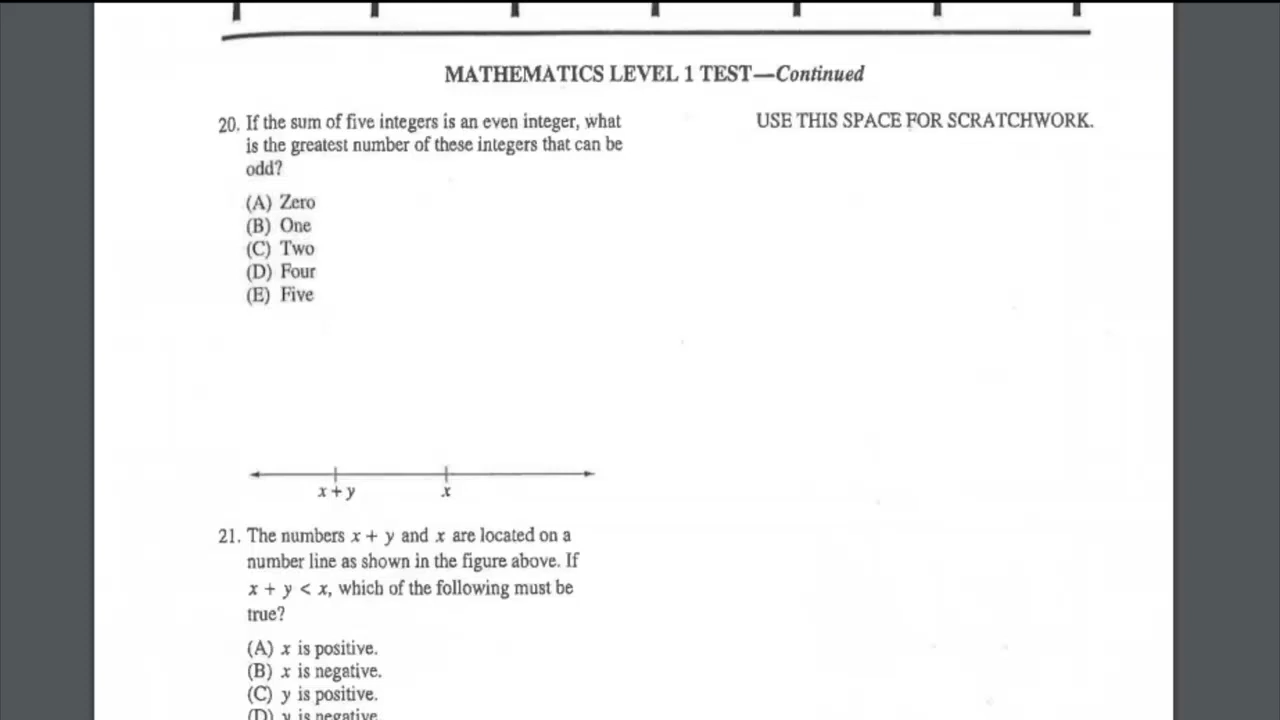 MATHEMATICS LEVEL 1 TEST—Continued
20. If the sum of five integers is an even integer, what
is the greatest number of these integers that can be
odd?
(A) Zero
(B) One
(C) Two
(D) Four
(E) Five
USE THIS SPACE FOR SCRATCHWORK.
x + y
x
21. The numbers x + y and x are located on a
number line as shown in the figure above. If
x + y < x, which of the following must be
true?
(A) x is positive.
(B) x is negative.
(C) y is positive.
(D) y is negative.